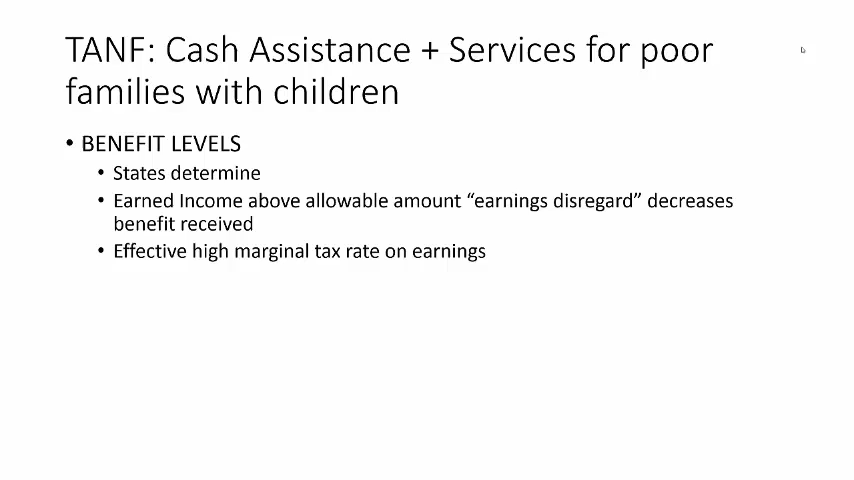 TANF: Cash Assistance + Services for poor
families with children
• BENEFIT LEVELS
• States determine
• Earned Income above allowable amount “earnings disregard” decreases
benefit received
• Effective high marginal tax rate on earnings